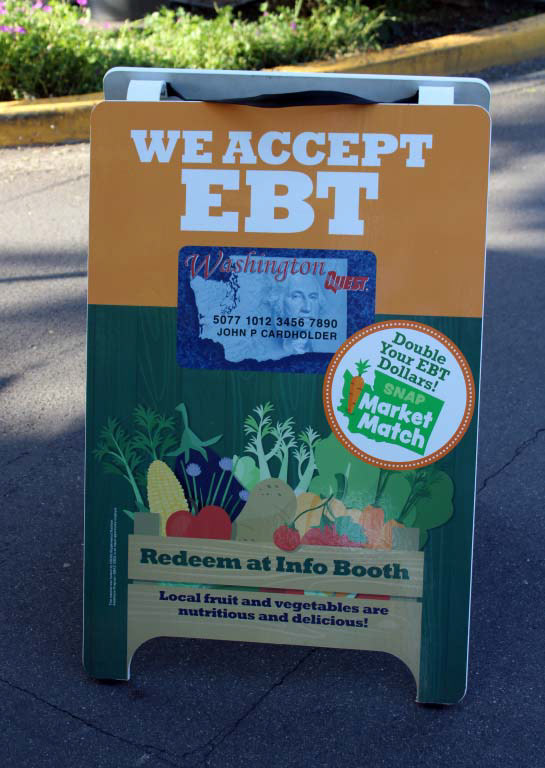 WE ACCEPT
EBT
Washington
QUEST.
5077 1012 3456 7890
JOHN P CARDHOLDER
Double
Your EBT
Dollars!
SNAP
Market
Match
Redeem at Info Booth
Local fruit and vegetables are
nutritious and delicious!